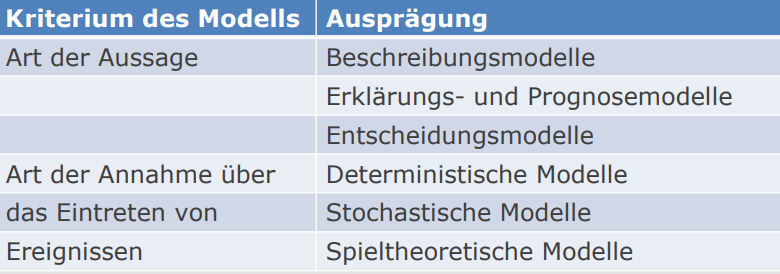 Kriterium des Modells Ausprägung
Art der Aussage Beschreibungsmodelle
Erklärungs- und Prognosemodelle
Entscheidungsmodelle
Art der Annahme über Deterministische Modelle
das Eintreten von Stochastische Modelle
Ereignissen Spieltheoretische Modelle